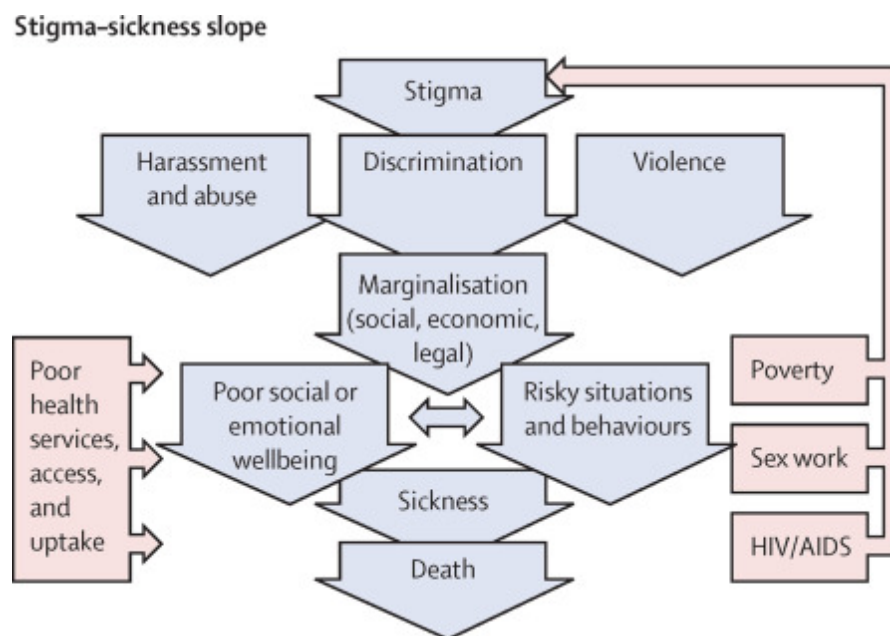 Stigma–sickness slope
Stigma
Harassment
and abuse
Discrimination
Violence
Marginalisation
(social, economic,
legal)
Poor
health
services,
access,
and
uptake
Poor social or
emotional
wellbeing
Risky situations
and behaviours
Poverty
Sex work
HIV/AIDS
Sickness
Death